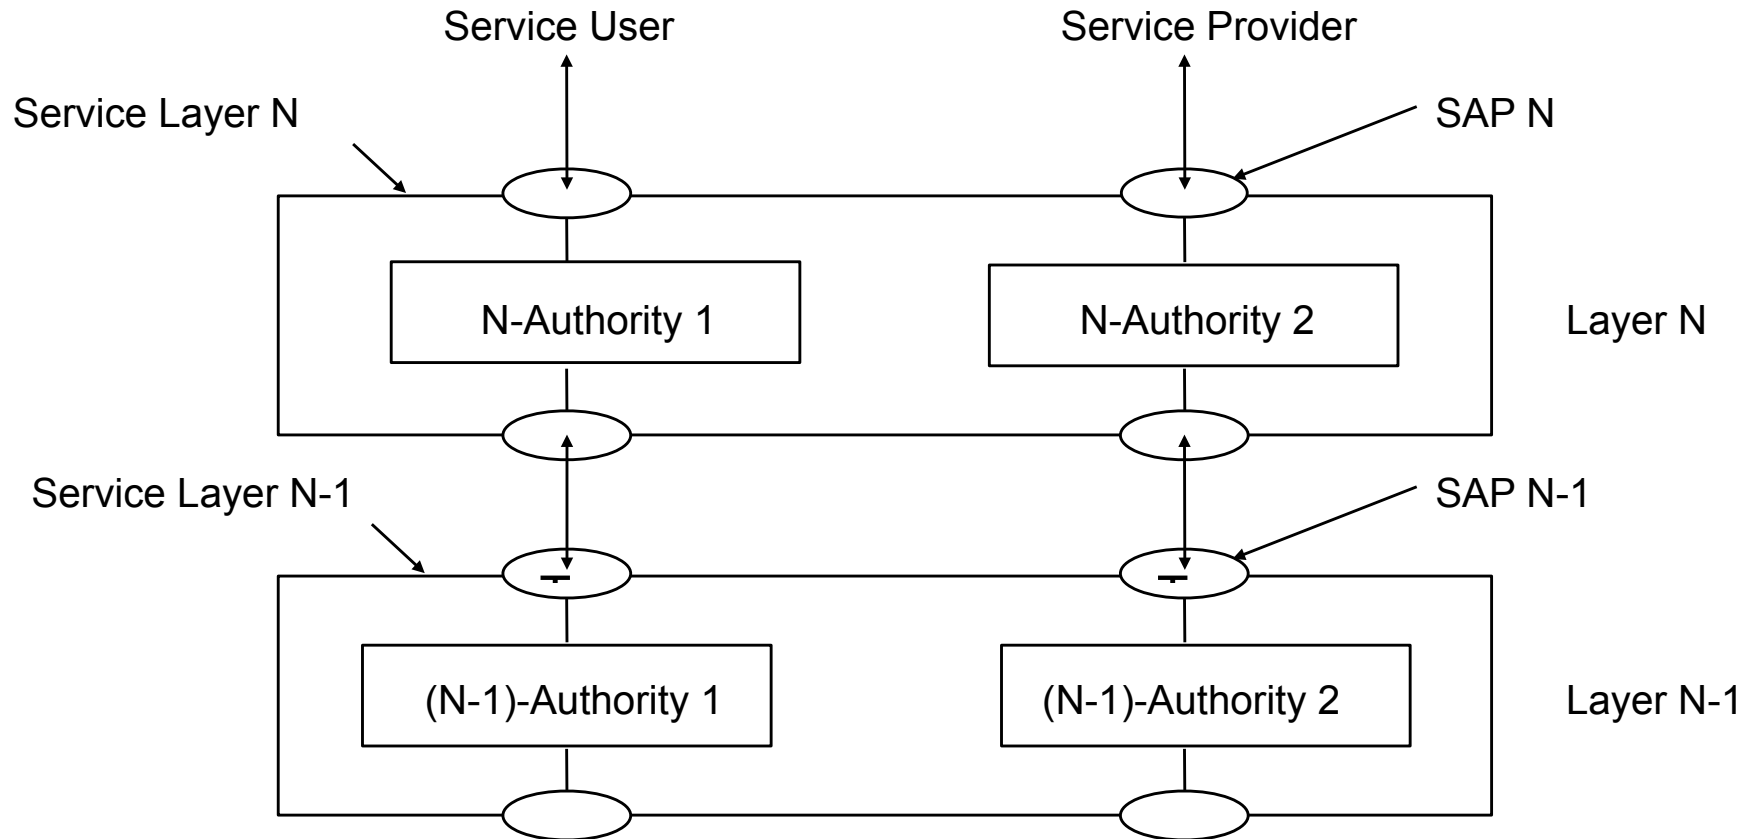 Service User
Service Provider
Service Layer N
SAP N
N-Authority 1
N-Authority 2
Layer N
Service Layer N-1
SAP N-1
(N-1)-Authority 1
(N-1)-Authority 2
Layer N-1